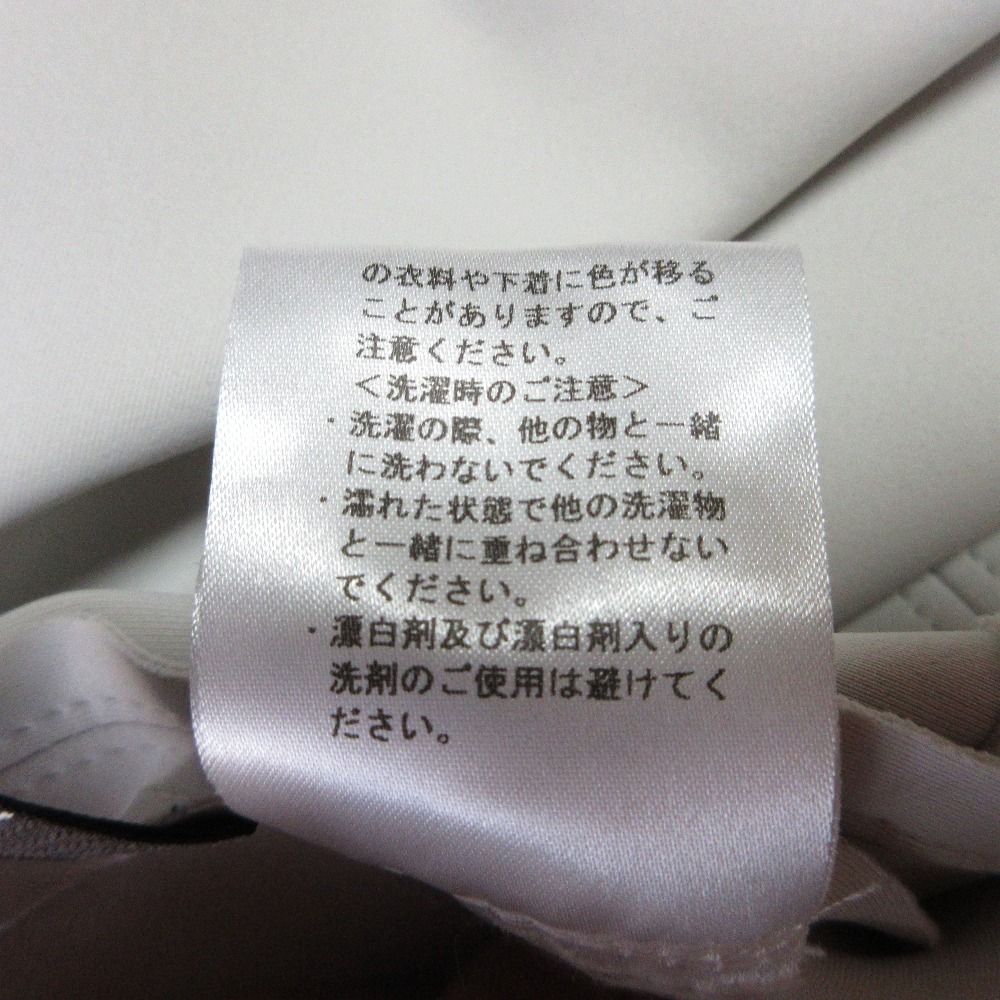 の衣料や下着に色が移る
ことがありますので、ご
注意ください。
＜洗濯時のご注意＞
・洗濯の際、他の物と一緒
に洗わないでください。
・濡れた状態で他の洗濯物
と一緒に重ね合わせない
でください。
・漂白剤及び漂白剤入りの
洗剤のご使用は避けてく
ださい。